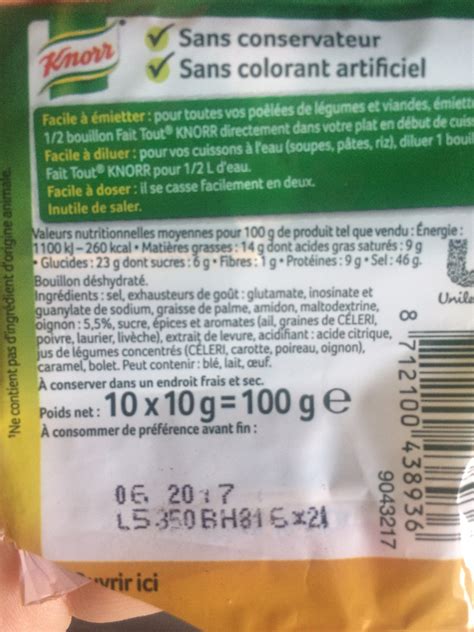 Knorr
Sans conservateur
Sans colorant artificiel
Facile à émietter : pour toutes vos poêlées de légumes et viandes, émiett
1/2 bouillon Fait Tout® KNORR directement dans votre plat en début de cuis
Facile à diluer : pour vos cuissons à l'eau (soupes, pâtes, riz), diluer 1 boui
Fait Tout® KNORR pour 1/2 L d'eau.
Facile à doser : il se casse facilement en deux.
Inutile de saler.
Valeurs nutritionnelles moyennes pour 100 g de produit tel que vendu : Énergie :
1100 kJ – 260 kcal • Matières grasses : 14 g dont acides gras saturés : 9 g
• Glucides : 23 g dont sucres : 6 g • Fibres : 1 g • Protéines : 9 g • Sel : 46 g.
Bouillon déshydraté.
Ingrédients : sel, exhausteurs de goût : glutamate, inosinate et
guanylate de sodium, graisse de palme, amidon, maltodextrine,
oignon : 5,5%, sucre, épices et aromates (ail, graines de CÉLERI,
poivre, laurier, livèche), extrait de levure, acidifiant : acide citrique,
jus de légumes concentrés (CÉLERI, carotte, poireau, oignon),
caramel, bolet. Peut contenir : blé, lait, œuf.
À conserver dans un endroit frais et sec.
Poids net : 10 x 10 g = 100 g e
À consommer de préférence avant fin :
06 2017
L5350BH816x21
vrir ici
¹Ne contient pas d'ingrédient d'origine animale.
Unile
8 712100 438936
9043217